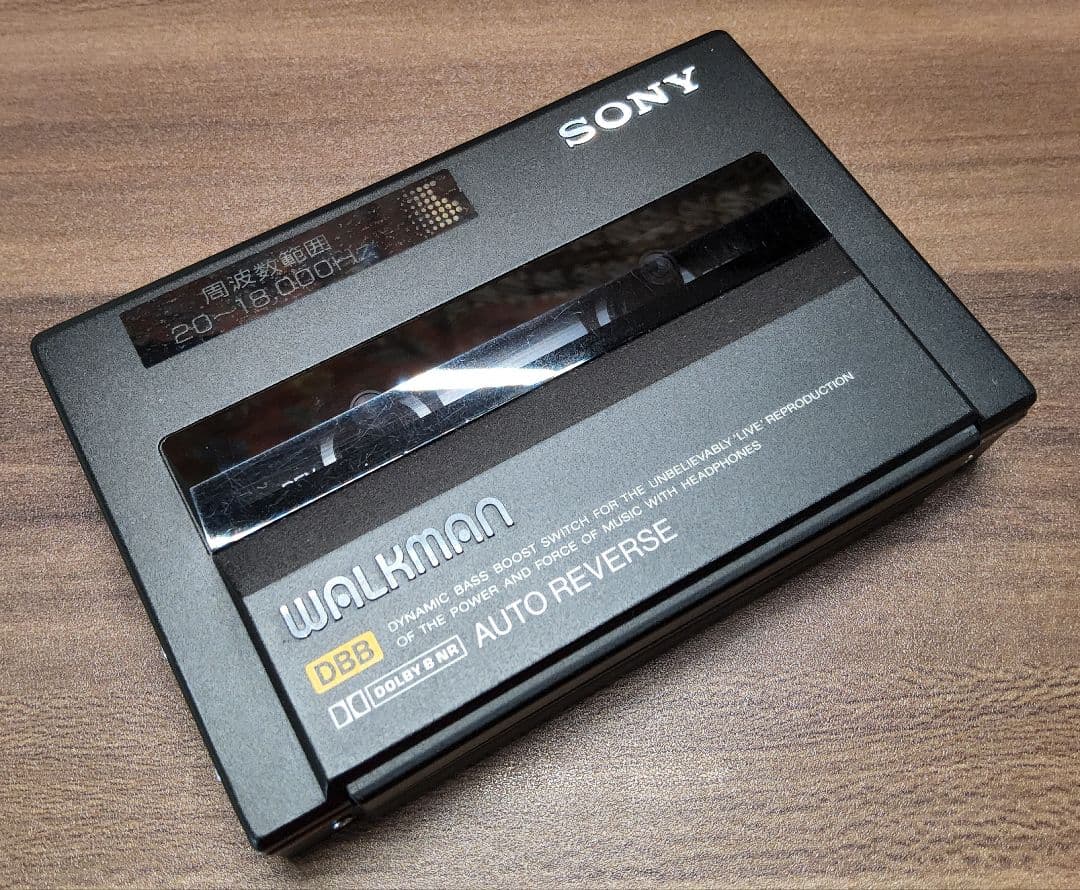 SONY
周波数範囲
20~18,000Hz
WALKMAN
DBB
DYNAMIC BASS BOOST SWITCH FOR THE UNBELIEVABLY 'LIVE' REPRODUCTION
OF THE POWER AND FORCE OF MUSIC WITH HEADPHONES
DOLBY B NR
AUTO REVERSE